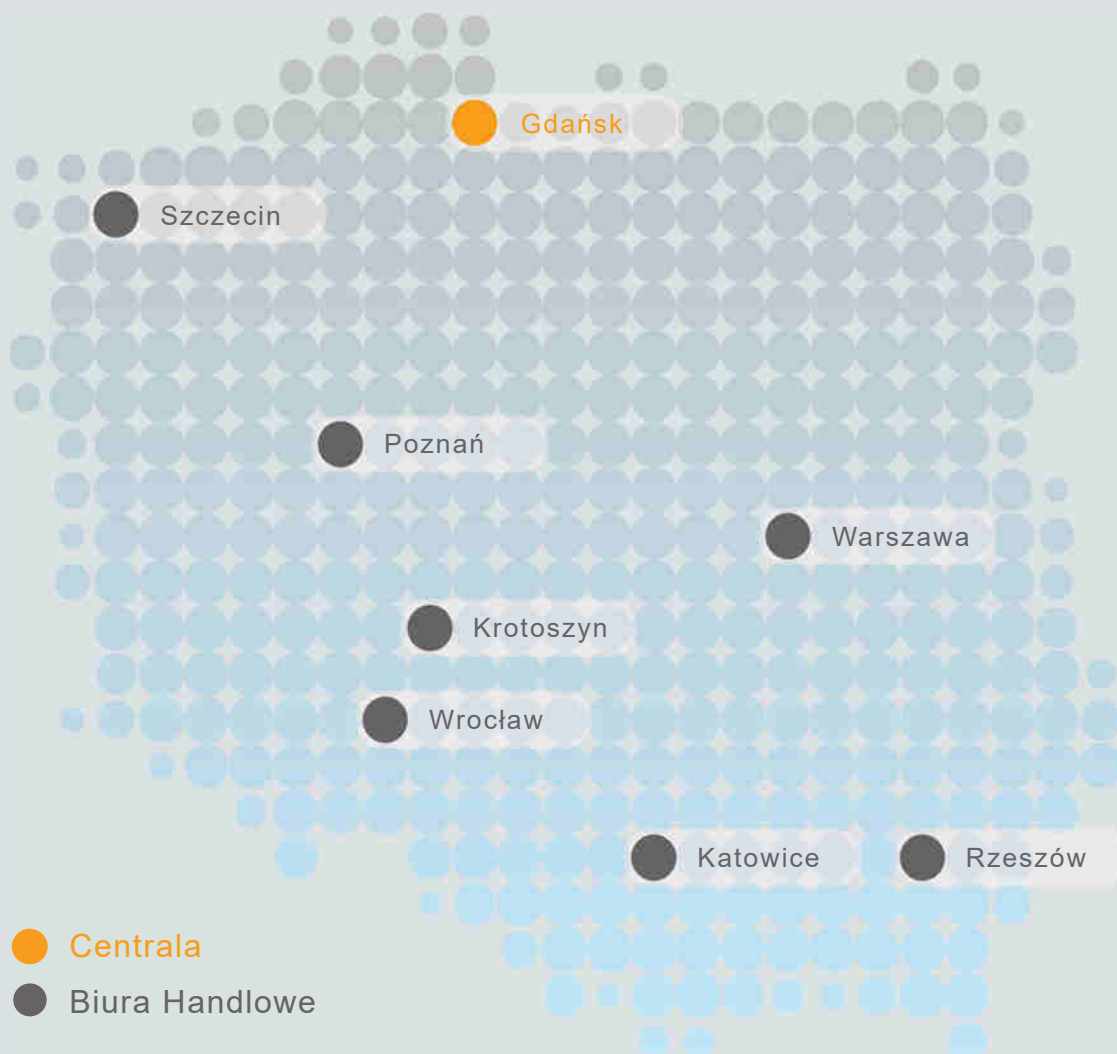 Gdańsk
Szczecin
Poznań
Warszawa
Krotoszyn
Wrocław
Katowice
Rzeszów
Centrala
Biura Handlowe